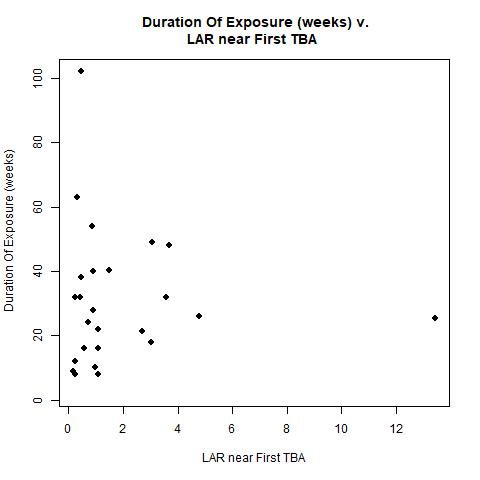 Duration Of Exposure (weeks) v.
LAR near First TBA
Duration Of Exposure (weeks)
100
80
60
40
20
0
0 2 4 6 8 10 12
LAR near First TBA